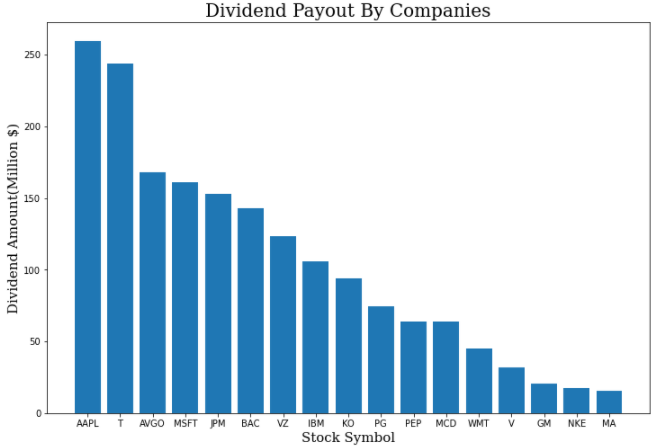 Dividend Payout By Companies
Dividend Amount(Million $)
250
200
150
100
50
0
AAPL T AVGO MSFT JPM BAC VZ IBM KO PG PEP MCD WMT V GM NKE MA
Stock Symbol